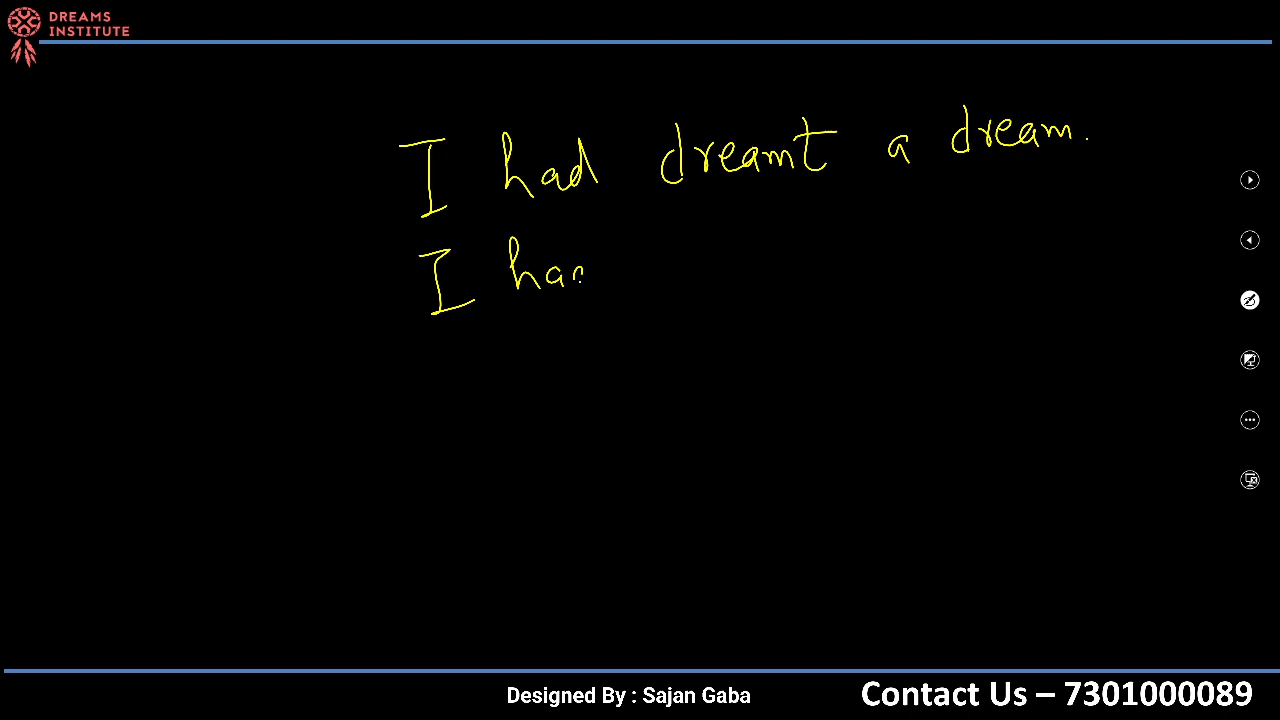 DREAMS
INSTITUTE
I had dreamt a dream.
I ha
Designed By : Sajan Gaba
Contact Us – 7301000089